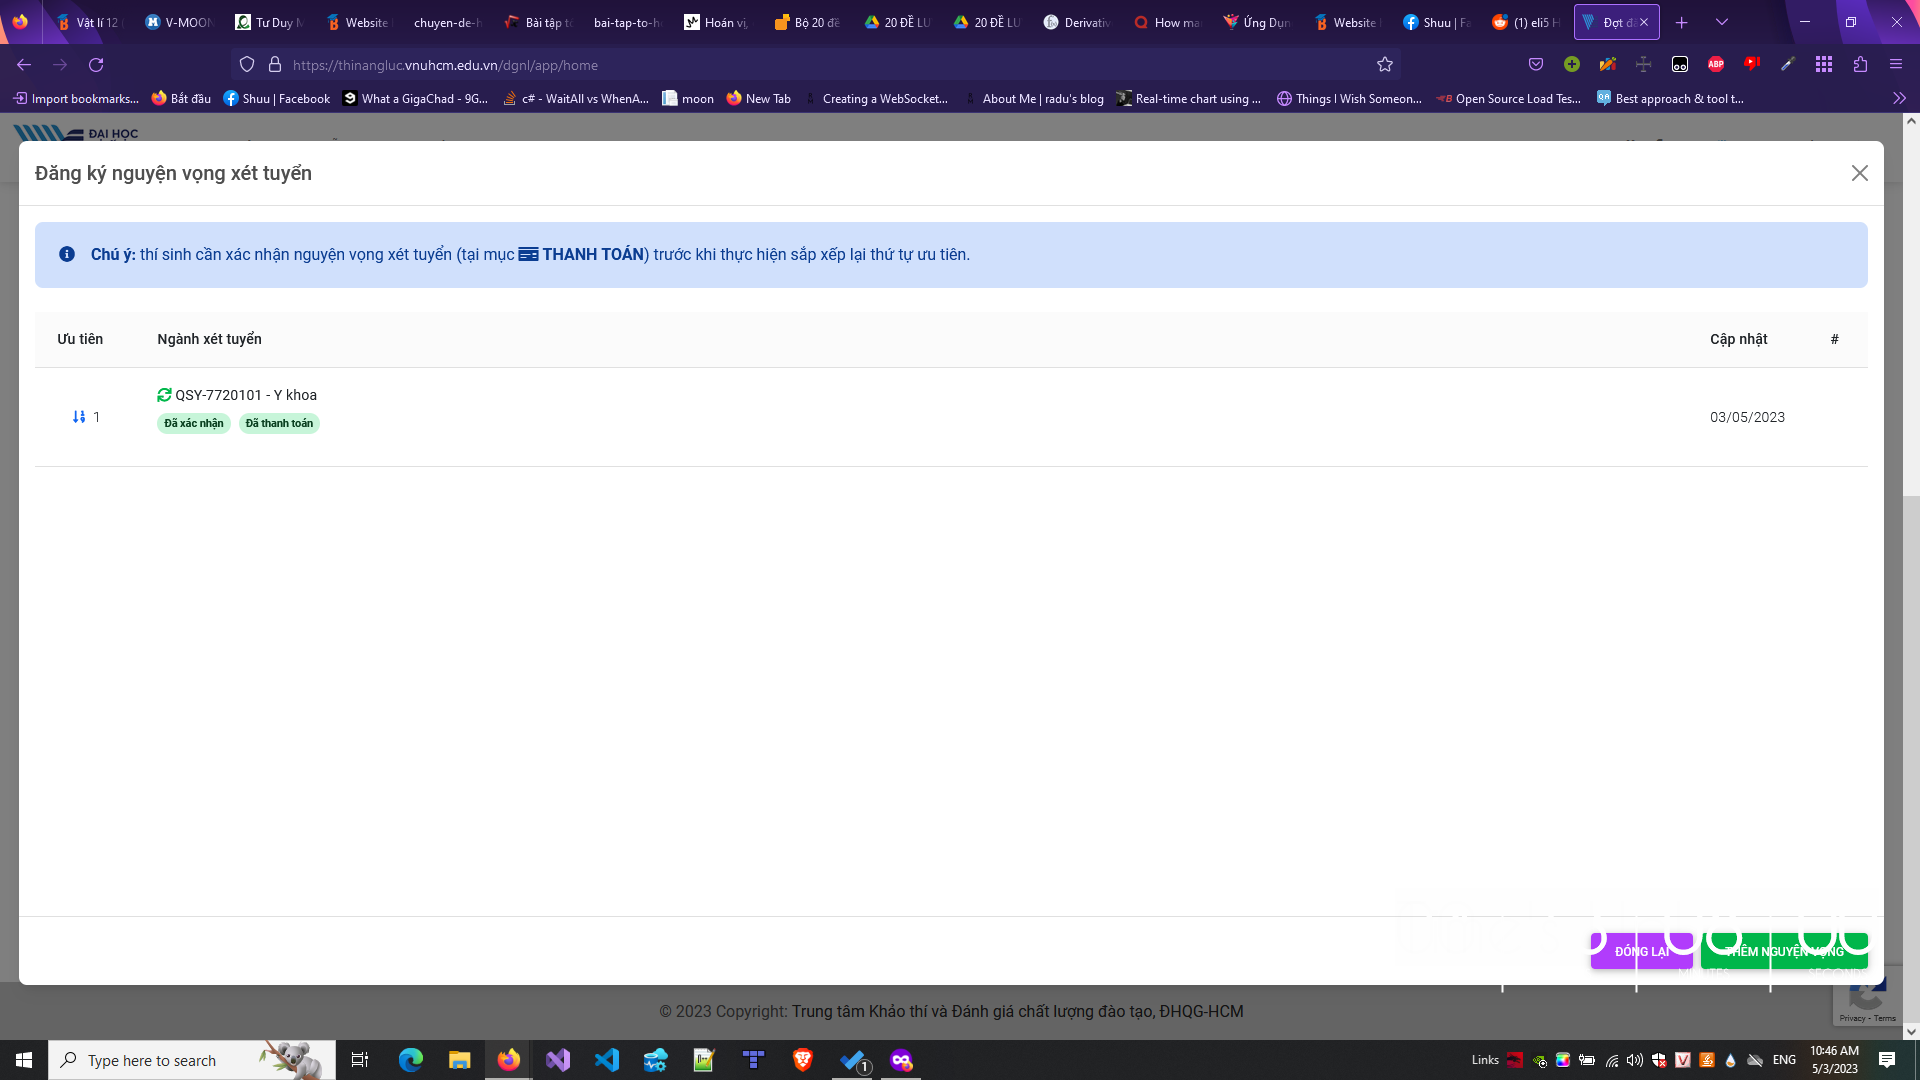 Vật lí 12
V-MOON
Tư Duy M
Website
chuyen-de-h
Bài tập tổ
bai-tap-to-h
Hoán vị,
Bộ 20 đề
20 ĐỀ LU
20 ĐỀ LU
Derivativ
How ma
Ứng Dụn
Website
Shuu | Fa
(1) eli5 H
Đợt đá
https://thinangluc.vnuhcm.edu.vn/dgnl/app/home
Import bookmarks...
Bắt đầu
Shuu | Facebook
What a GigaChad - 9G...
c# - WaitAll vs WhenA...
moon
New Tab
Creating a WebSocket...
About Me | radu's blog
Real-time chart using ...
Things I Wish Someon...
Open Source Load Tes...
Best approach & tool t...
ĐẠI HỌC
Đăng ký nguyện vọng xét tuyển
Chú ý: thí sinh cần xác nhận nguyện vọng xét tuyển (tại mục THANH TOÁN) trước khi thực hiện sắp xếp lại thứ tự ưu tiên.
Ưu tiên Ngành xét tuyển Cập nhật #
QSY-7720101 - Y khoa
1 03/05/2023
Đã xác nhận Đã thanh toán
ĐÓNG LẠI THÊM NGUYỆN VỌNG
© 2023 Copyright: Trung tâm Khảo thí và Đánh giá chất lượng đào tạo, ĐHQG-HCM
Privacy - Terms
Type here to search
1
Links
ENG
10:46 AM
5/3/2023